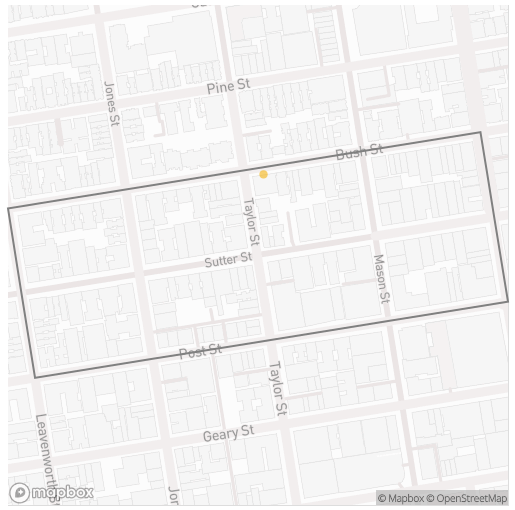 Pine St
Jones St
Bush St
Taylor St
Sutter St
Mason St
Post St
Taylor St
Geary St
Leavenworth
mapbox
© Mapbox © OpenStreetMap